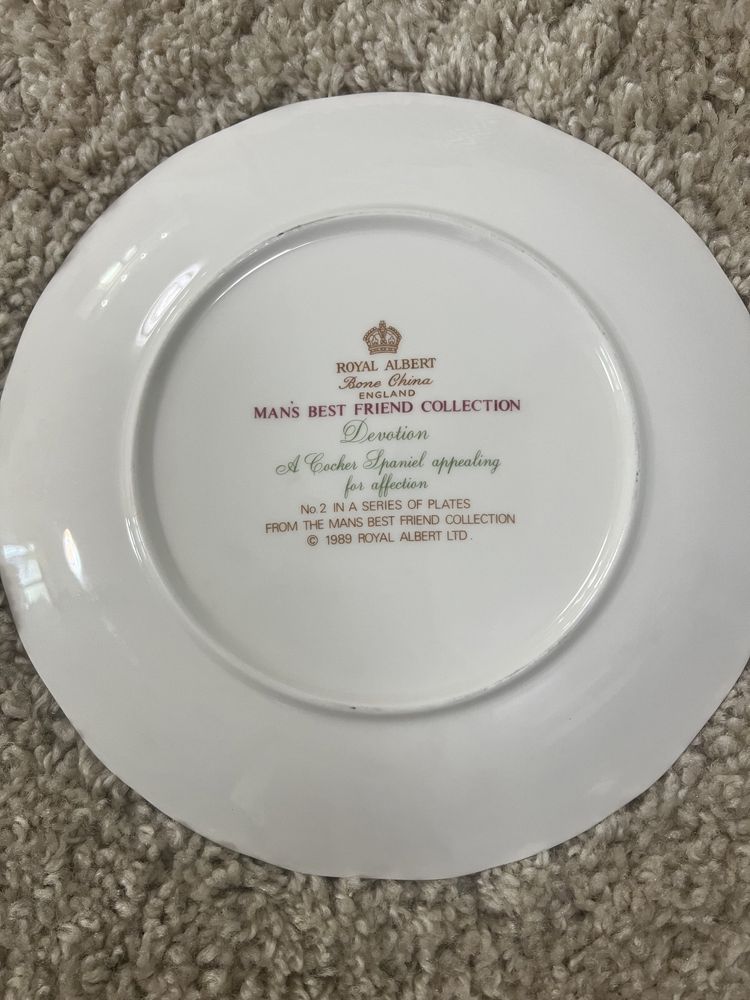 ROYAL ALBERT
Bone China
ENGLAND
MAN'S BEST FRIEND COLLECTION
Devotion
A Cocker Spaniel appealing
for affection
No.2 IN A SERIES OF PLATES
FROM THE MANS BEST FRIEND COLLECTION
© 1989 ROYAL ALBERT LTD.